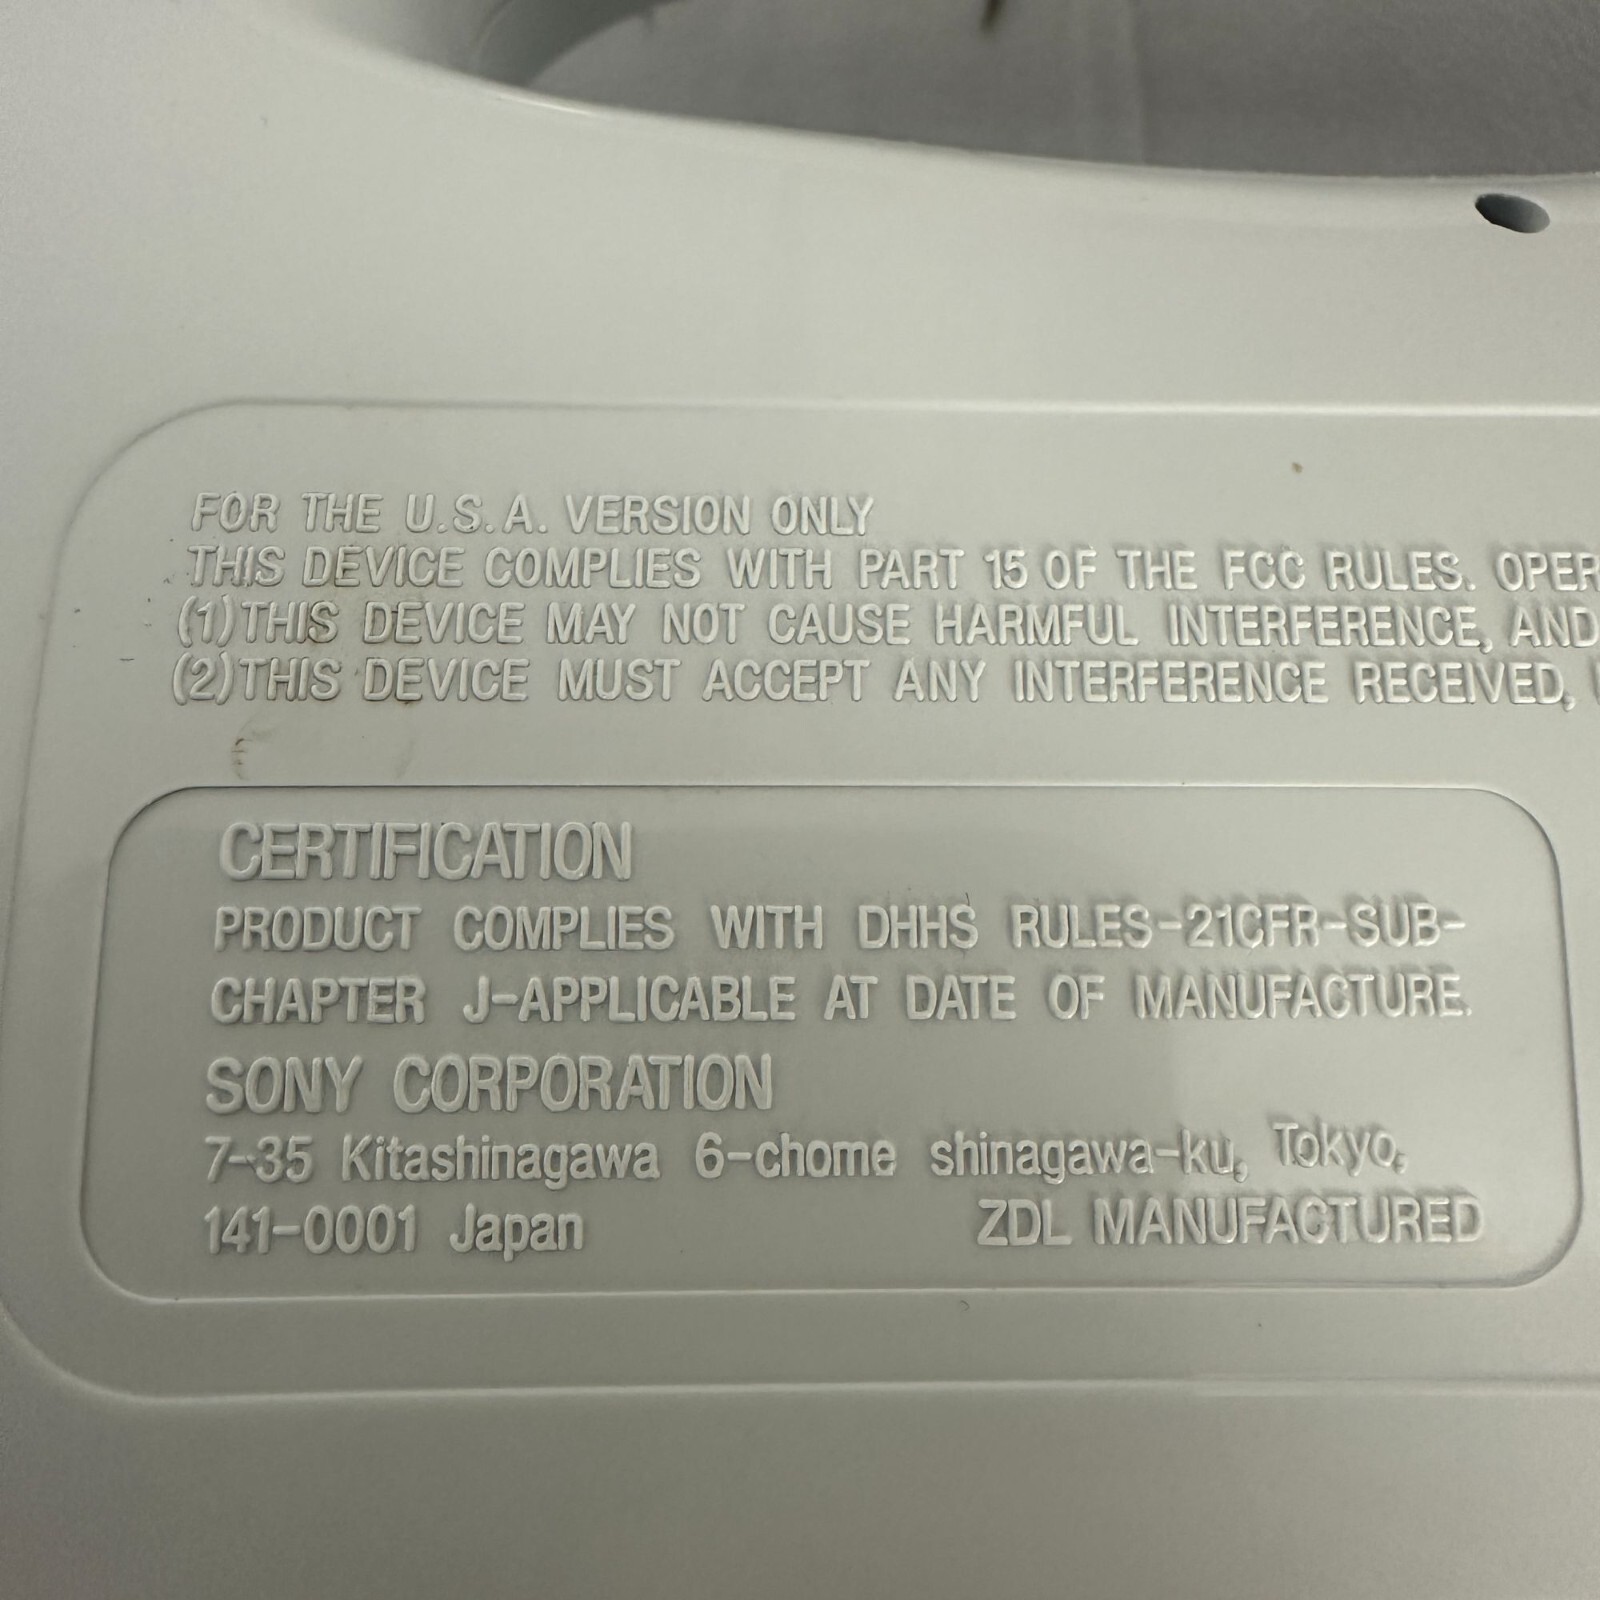 FOR THE U.S.A. VERSION ONLY
THIS DEVICE COMPLIES WITH PART 15 OF THE FCC RULES. OPER
(1)THIS DEVICE MAY NOT CAUSE HARMFUL INTERFERENCE, AND
(2)THIS DEVICE MUST ACCEPT ANY INTERFERENCE RECEIVED,
CERTIFICATION
PRODUCT COMPLIES WITH DHHS RULES-21CFR-SUB-
CHAPTER J-APPLICABLE AT DATE OF MANUFACTURE.
SONY CORPORATION
7-35 Kitashinagawa 6-chome shinagawa-ku, Tokyo,
141-0001 Japan ZDL MANUFACTURED